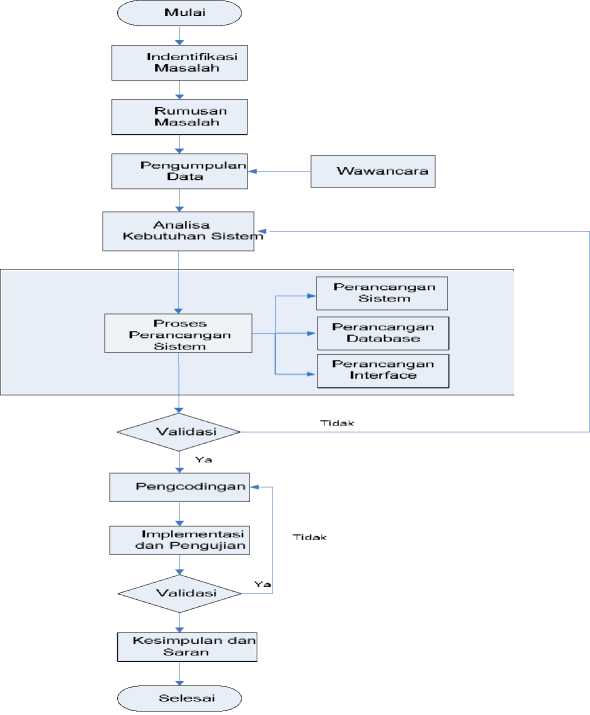 Mulai
Indentifikasi
Masalah
Rumusan
Masalah
Pengumpulan
Data
Wawancara
Analisa
Kebutuhan Sistem
Perancangan
Sistem
Proses
Perancangan
Sistem
Perancangan
Database
Perancangan
Interface
Validasi
Tidak
Ya
Pengcodingan
Implementasi
dan Pengujian
Tidak
Ya
Validasi
Kesimpulan dan
Saran
Selesai